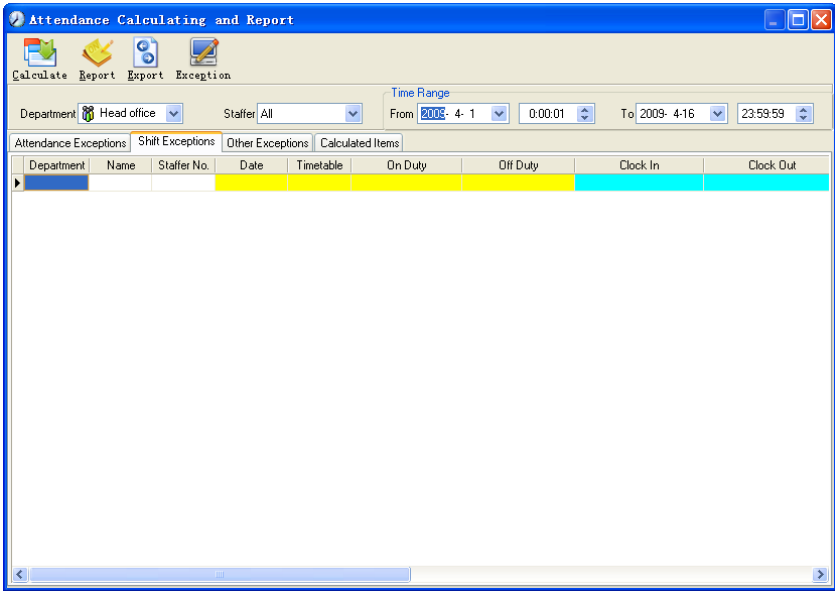 Attendance Calculating and Report
Calculate Report Export Exception
Time Range
Department Head office Staffer All From 2009- 4- 1 0:00:01 To 2009- 4-16 23:59:59
Attendance Exceptions Shift Exceptions Other Exceptions Calculated Items
Department Name Staffer No. Date Timetable On Duty Off Duty Clock In Clock Out